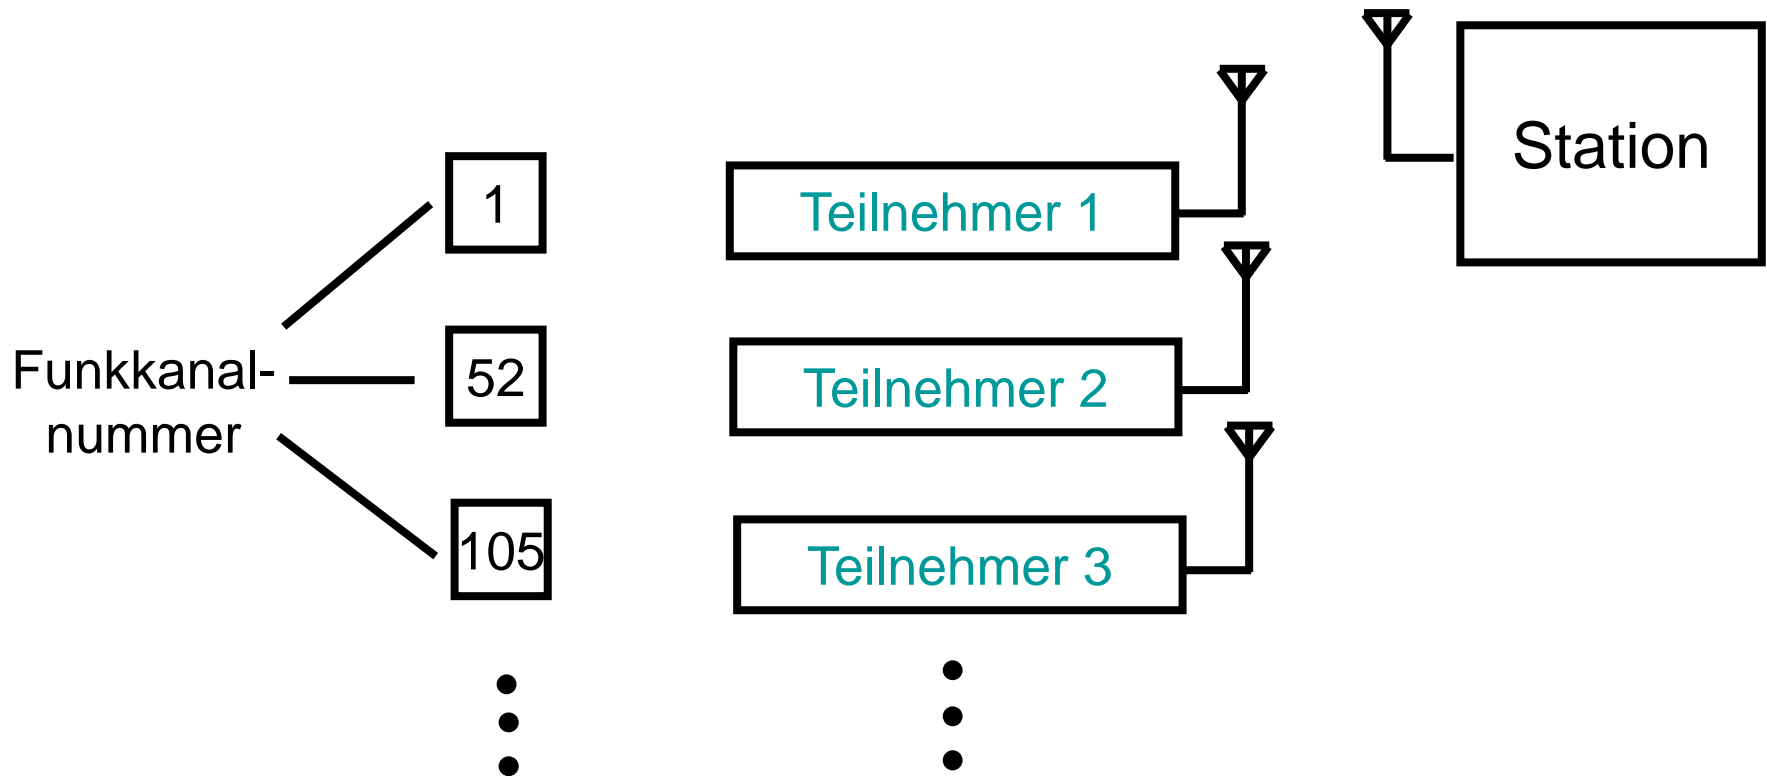 Station
1
Teilnehmer 1
Funkkanal-
nummer
52
Teilnehmer 2
105
Teilnehmer 3